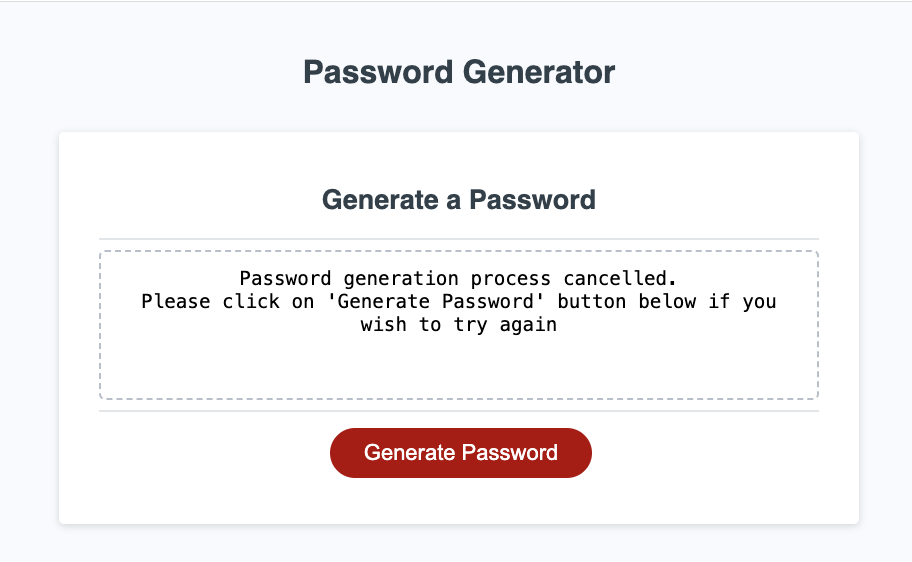 Password Generator
Generate a Password
Password generation process cancelled.
Please click on 'Generate Password' button below if you
wish to try again
Generate Password